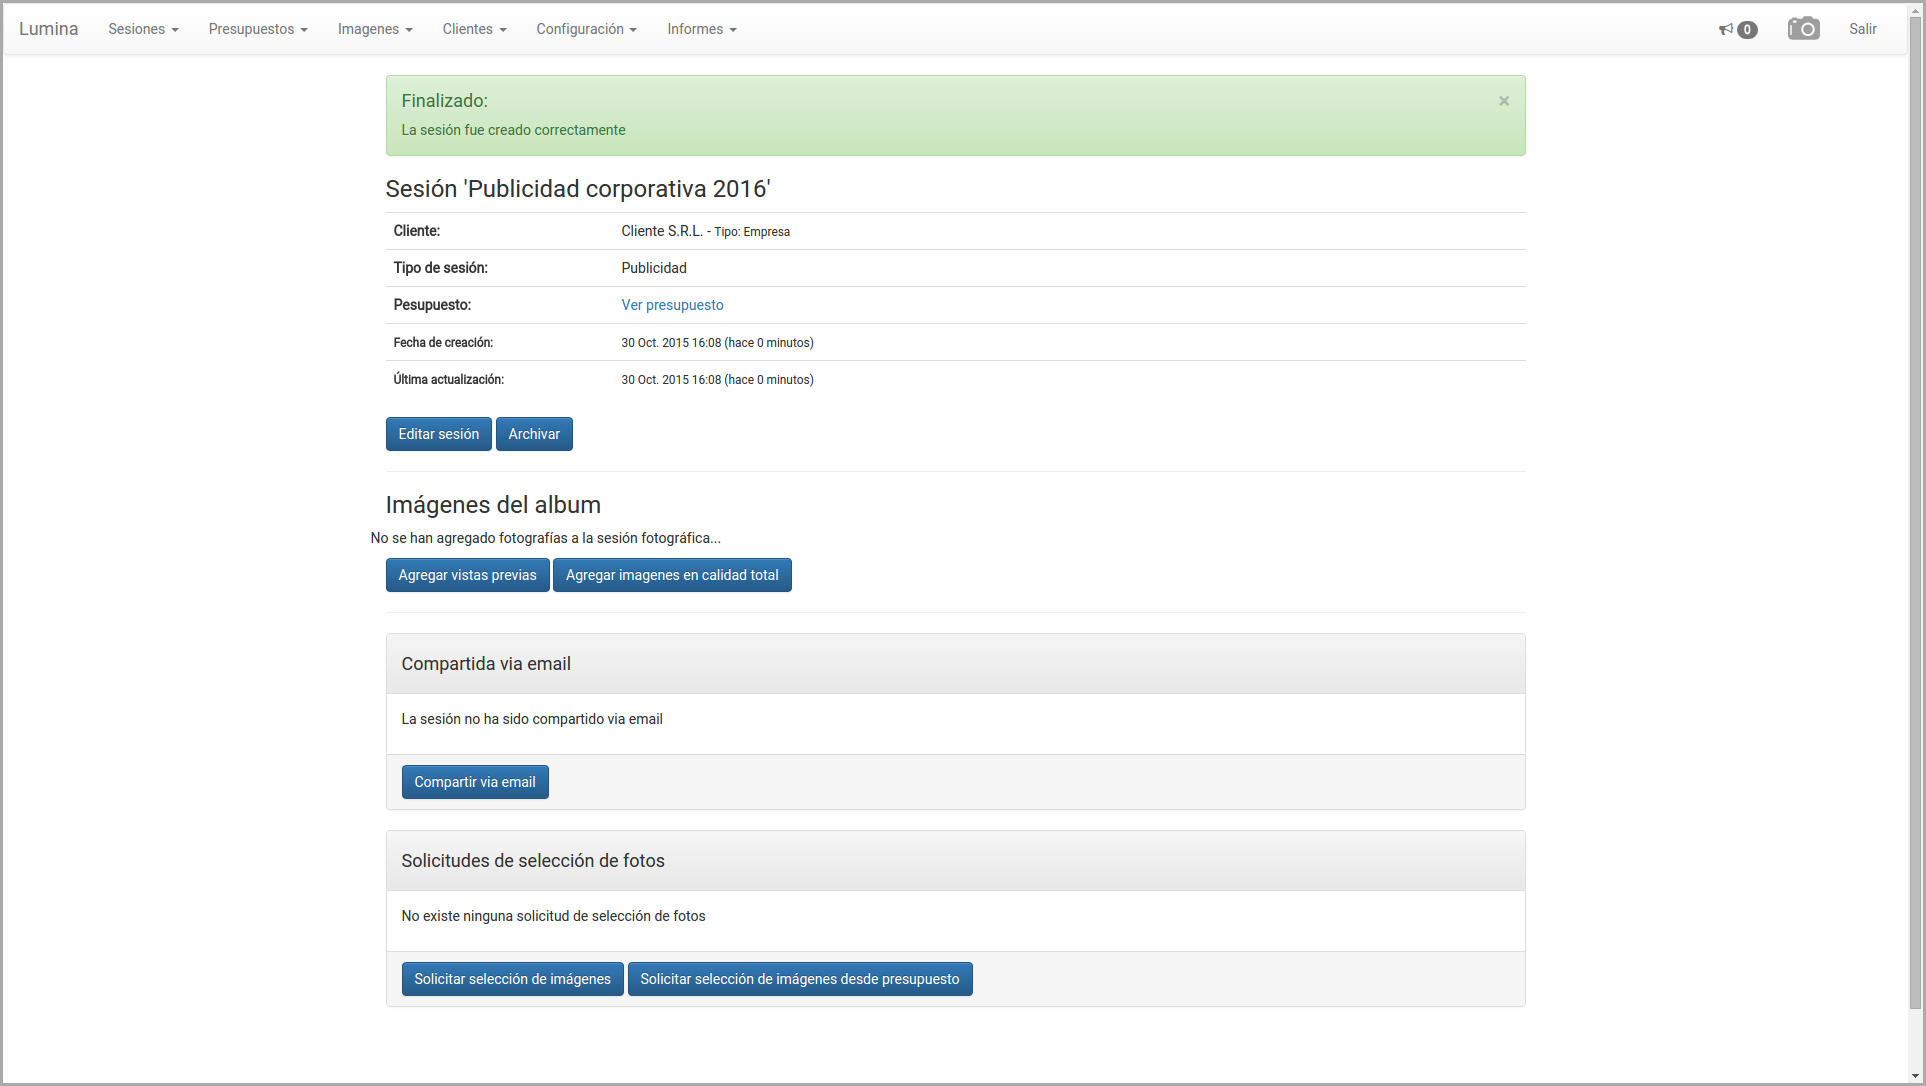 Lumina Sesiones Presupuestos Imagenes Clientes Configuración Informes 0 Salir
Finalizado: ×
La sesión fue creado correctamente
Sesión 'Publicidad corporativa 2016'
Cliente: Cliente S.R.L. - Tipo: Empresa
Tipo de sesión: Publicidad
Pesupuesto: Ver presupuesto
Fecha de creación: 30 Oct. 2015 16:08 (hace 0 minutos)
Última actualización: 30 Oct. 2015 16:08 (hace 0 minutos)
Editar sesión Archivar
Imágenes del album
No se han agregado fotografías a la sesión fotográfica...
Agregar vistas previas Agregar imagenes en calidad total
Compartida via email
La sesión no ha sido compartido via email
Compartir via email
Solicitudes de selección de fotos
No existe ninguna solicitud de selección de fotos
Solicitar selección de imágenes Solicitar selección de imágenes desde presupuesto